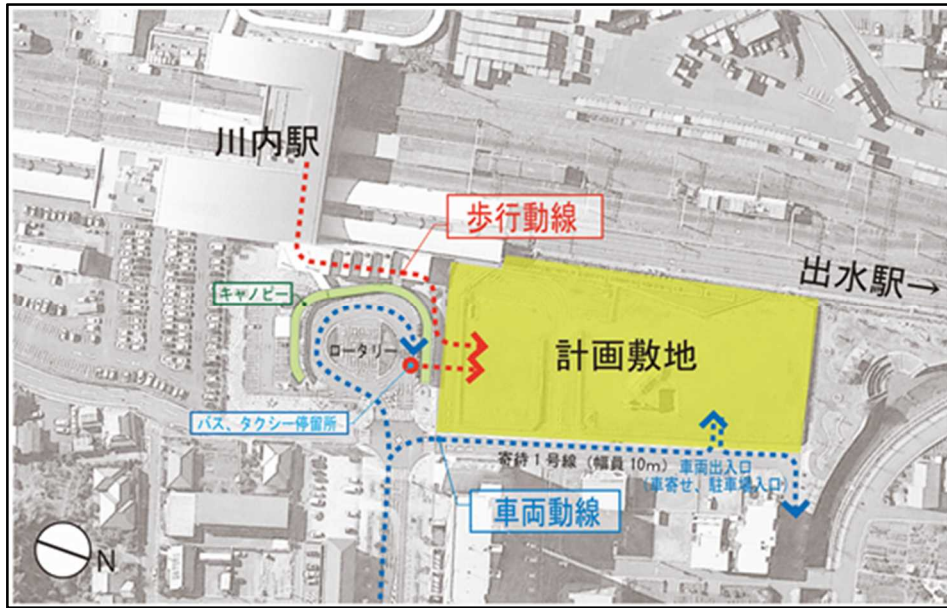 川内駅
歩行動線
出水駅→
キャノピー
ロータリー
計画敷地
バス、タクシー停留所
寄待1号線（幅員10m）
車両出入口
（車寄せ、駐車場入口
車両動線
N